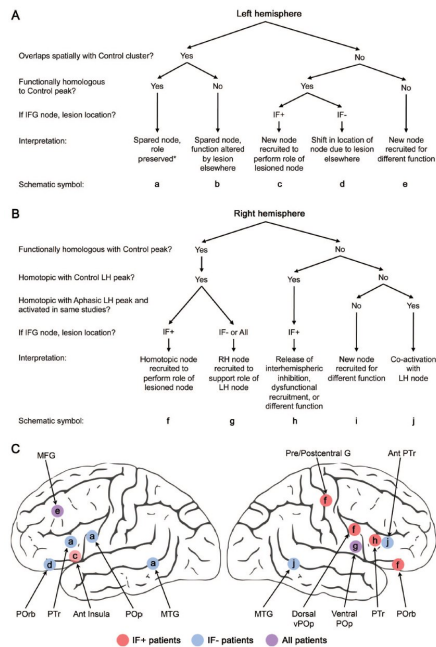 A
Left hemisphere
Overlaps spatially with Control cluster?
Yes
No
Functionally homologous
to Control peak?
Yes
No
Yes
No
If IFG node, lesion location?
IF+
IF-
Interpretation:
Spared node,
role
preserved*
Spared node,
function altered
by lesion
elsewhere
New node
recruited to
perform role of
lesioned node
Shift in location of
node due to lesion
elsewhere
New node
recruited for
different function
Schematic symbol:
a
b
c
d
e
B
Right hemisphere
Functionally homologous with Control peak?
Yes
No
Homotopic with Control LH peak?
Yes
Yes
No
Homotopic with Aphasic LH peak and
activated in same studies?
No
Yes
If IFG node, lesion location?
IF+
IF- or All
IF+
Interpretation:
Homotopic node
recruited to
perform role of
lesioned node
RH node
recruited to
support role of
LH node
Release of
interhemispheric
inhibition,
dysfunctional
recruitment, or
different function
New node
recruited for
different function
Co-activation
with
LH node
Schematic symbol:
f
g
h
i
j
C
MFG
Pre/Postcentral G
Ant PTr
e
a
a
c
d
a
f
f
g
h
j
j
f
POrb
PTr
Ant Insula
POp
MTG
MTG
Dorsal
vPOp
Ventral
POp
PTr
POrb
IF+ patients
IF- patients
All patients